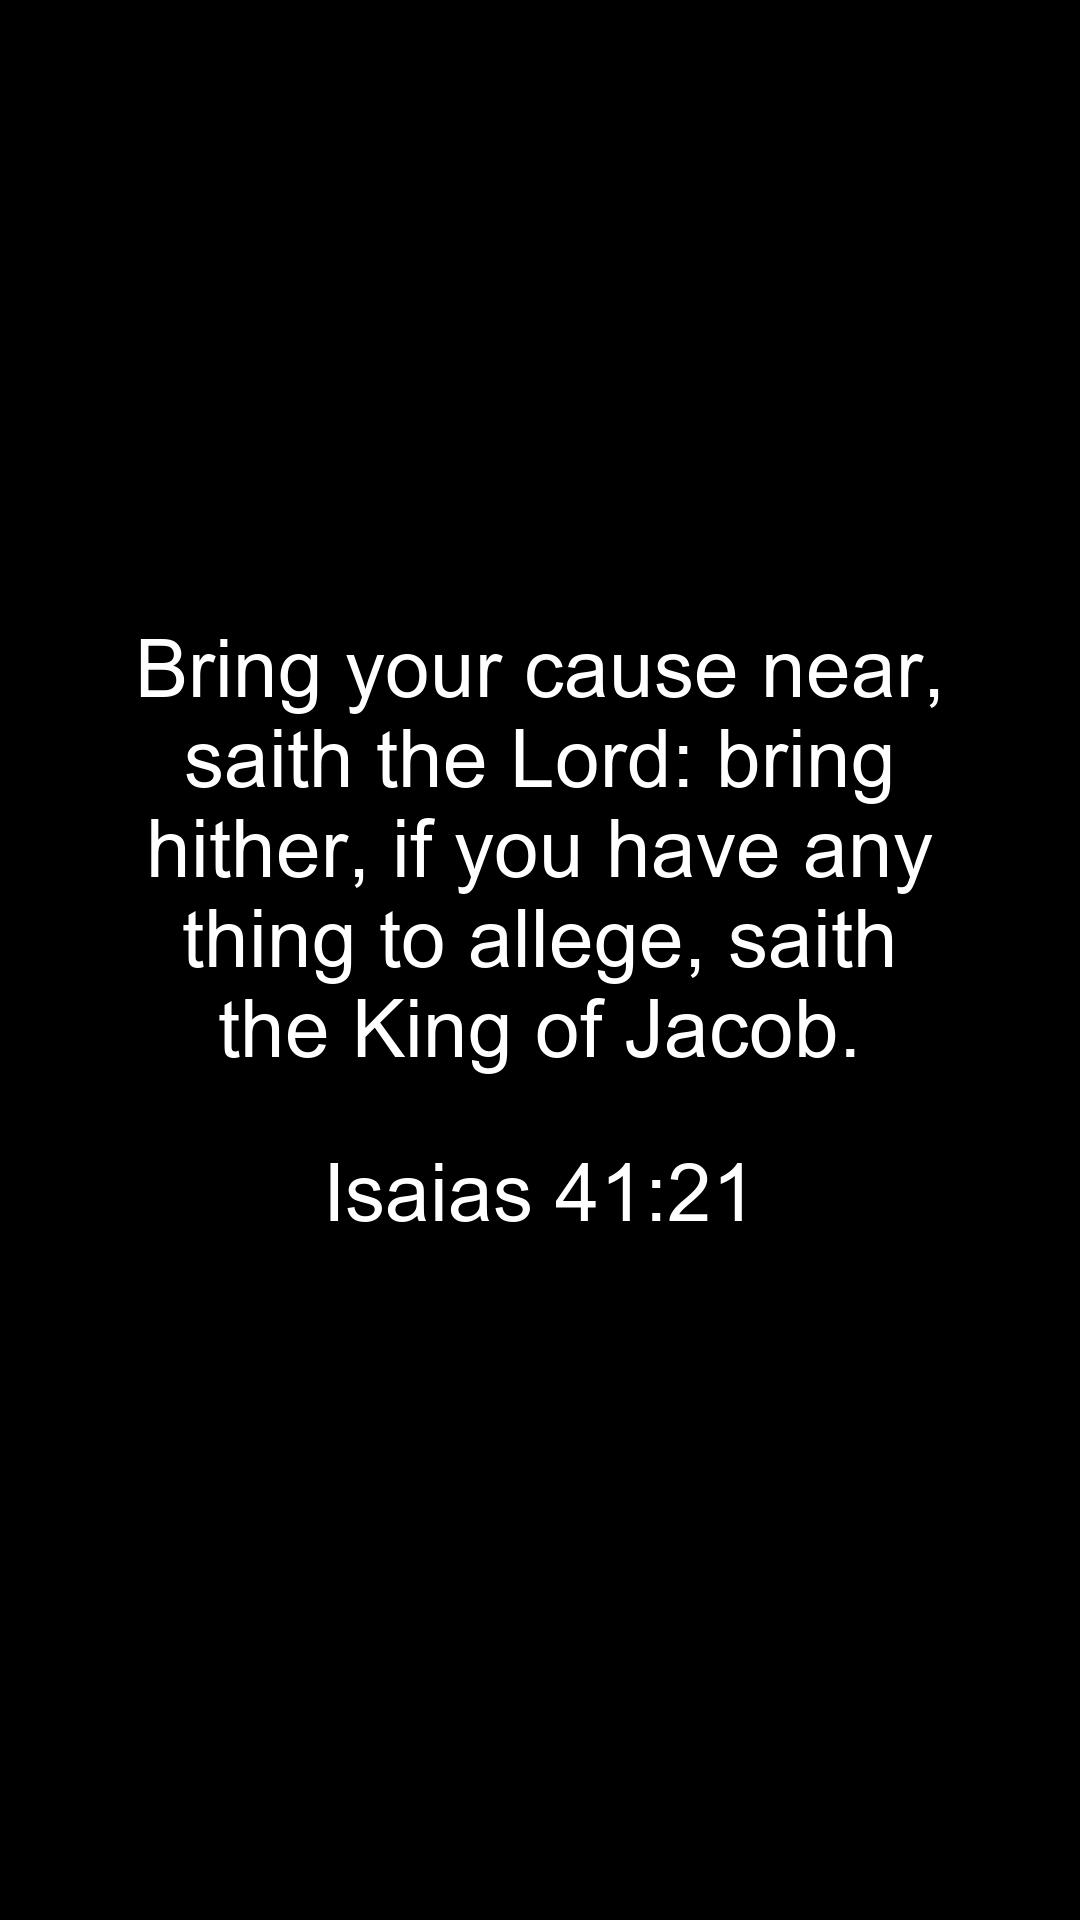 Bring your cause near,
saith the Lord: bring
hither, if you have any
thing to allege, saith
the King of Jacob.
Isaias 41:21